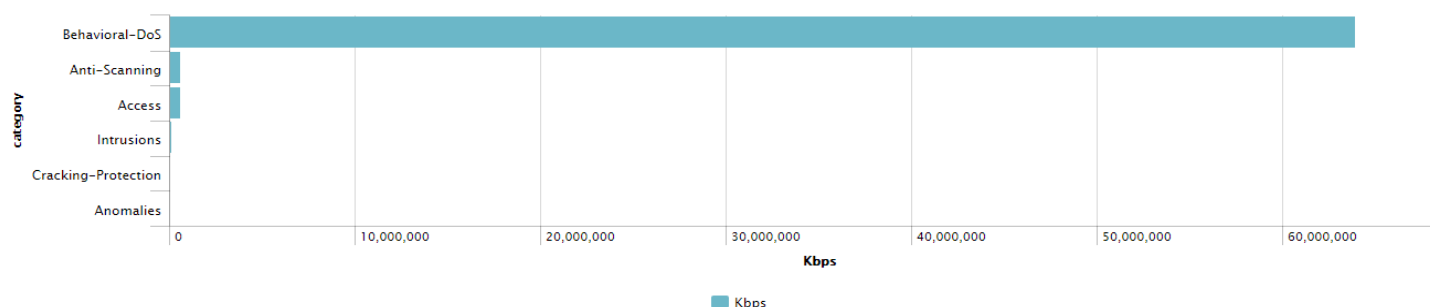 Behavioral-DoS
Anti-Scanning
Access
Intrusions
Cracking-Protection
Anomalies
category
0 10,000,000 20,000,000 30,000,000 40,000,000 50,000,000 60,000,000
Kbps
Kbps